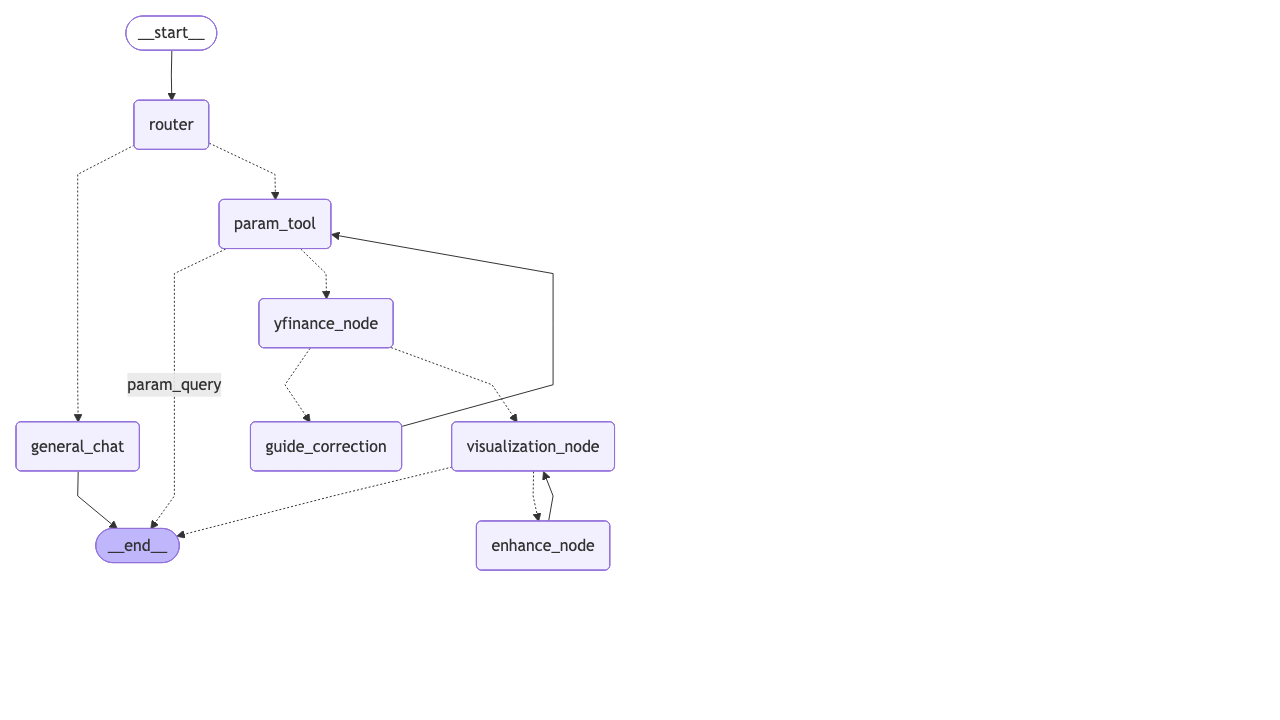 __start__
router
param_tool
yfinance_node
param_query
general_chat
guide_correction
visualization_node
__end__
enhance_node